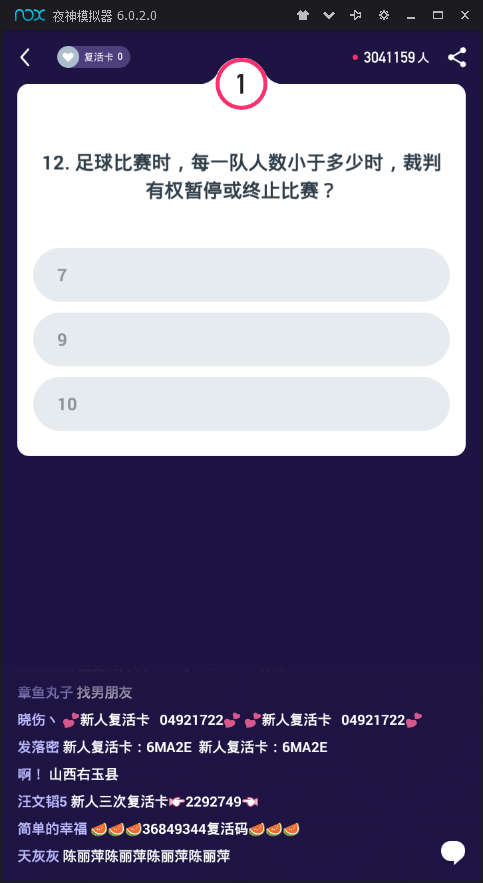 nox 夜神模拟器 6.0.2.0
复活卡 0
3041159人
1
12. 足球比赛时，每一队人数小于多少时，裁判
有权暂停或终止比赛？
7
9
10
章鱼丸子 找男朋友
晓伤丶 💕新人复活卡 04921722💕💕新人复活卡 04921722💕
发落密 新人复活卡：6MA2E 新人复活卡：6MA2E
啊！ 山西右玉县
汪文韬5 新人三次复活卡👉2292749👈
简单的幸福 🍉🍉🍉36849344复活码🍉🍉🍉
天灰灰 陈丽萍陈丽萍陈丽萍陈丽萍